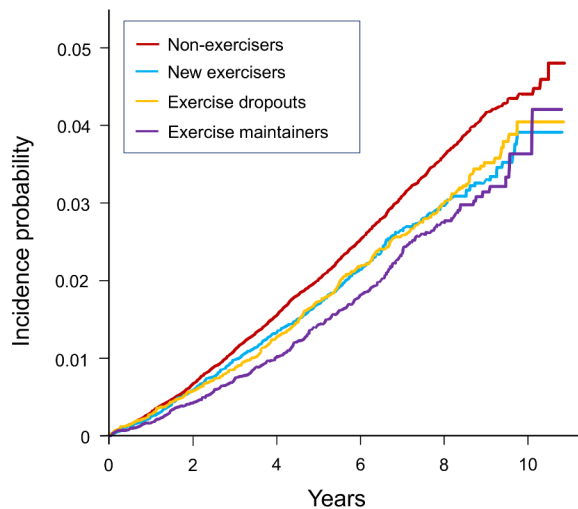 0.05
Non-exercisers
New exercisers
Exercise dropouts
Exercise maintainers
0.04
0.03
0.02
0.01
0
Incidence probability
0 2 4 6 8 10
Years